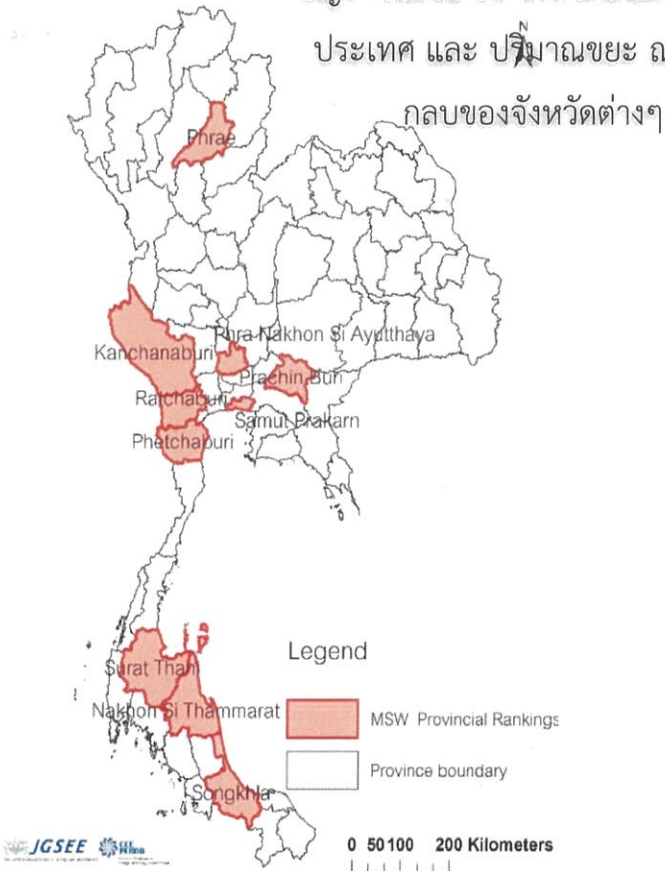 ประเทศ และ ปริมาณขยะ ณ
N
กลบของจังหวัดต่างๆ
Phrae
Phra Nakhon Si Ayutthaya
Kanchanaburi
Prachin Buri
Ratchaburi
Samut Prakarn
Phetchaburi
Legend
Surat Thani
Nakhon Si Thammarat
MSW Provincial Rankings
Province boundary
Songkhla
JGSEE
0 50 100 200 Kilometers